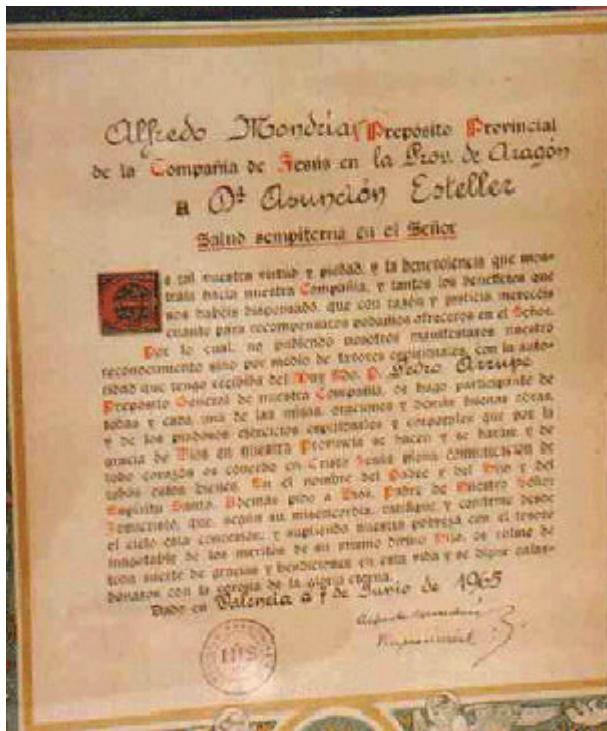 Alfredo Mondría Prepósito Provincial
de la Compañía de Jesús en la Prov. de Aragón
a Dª Asunción Esteller
Salud sempiterna en el Señor
Es tal vuestra virtud y piedad, y la benevolencia que mos-
tráis hacia nuestra Compañía, y tantos los beneficios que
nos habéis dispensado, que con razón y justicia merecéis
cuanto para recompensaros podamos ofreceros en el Señor.
Por lo cual, no pudiendo nosotros manifestaros nuestro
reconocimiento sino por medio de favores espirituales, con la auto-
ridad que tengo recibida del Muy Rdo. P. Pedro Arrupe
Prepósito General de nuestra Compañía, os hago participante de
todas y cada una de las misas, oraciones y demás buenas obras,
y de los piadosos ejercicios espirituales y corporales que por la
gracia de Dios en nuestra Provincia se hacen y se harán; y de
todo corazón os concedo en Cristo Jesús plena comunicación de
todos estos bienes. En el nombre del Padre y del Hijo y del
Espíritu Santo. Además pido a Dios, Padre de Nuestro Señor
Jesucristo, que, según su misericordia, ratifique y confirme desde
el cielo esta concesión; y supliendo nuestra pobreza con el tesoro
inagotable de los méritos de su mismo divino Hijo, os colme de
toda suerte de gracias y bendiciones en esta vida y se digne galar-
donaros con la corona de la gloria eterna.
Dado en Valencia a de Junio de 1965
IHS